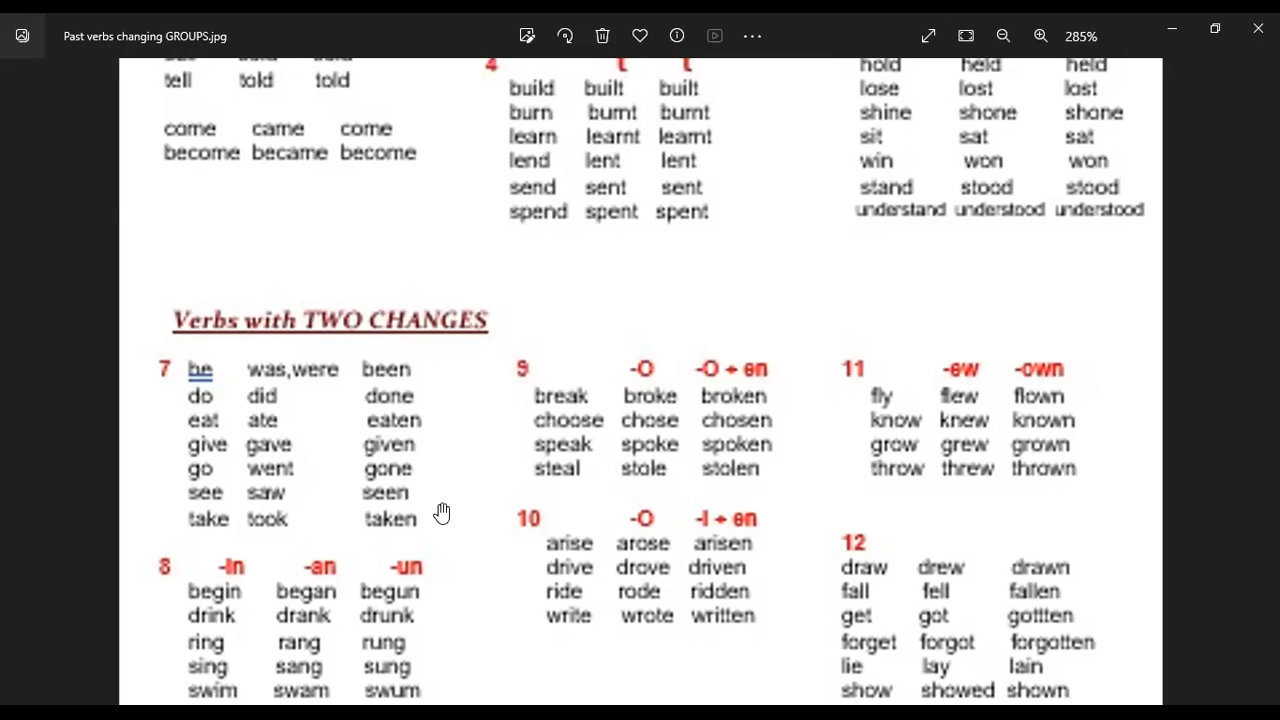 Past verbs changing GROUPS.jpg
285%
tell told told
come came come
become became become
4 t t
build built built
burn burnt burnt
learn learnt learnt
lend lent lent
send sent sent
spend spent spent
hold held held
lose lost lost
shine shone shone
sit sat sat
win won won
stand stood stood
understand understood understood
Verbs with TWO CHANGES
7 be was,were been
do did done
eat ate eaten
give gave given
go went gone
see saw seen
take took taken
8 -in -an -un
begin began begun
drink drank drunk
ring rang rung
sing sang sung
swim swam swum
9 -O -O + en
break broke broken
choose chose chosen
speak spoke spoken
steal stole stolen
10 -O -I + en
arise arose arisen
drive drove driven
ride rode ridden
write wrote written
11 -ew -own
fly flew flown
know knew known
grow grew grown
throw threw thrown
12
draw drew drawn
fall fell fallen
get got gottten
forget forgot forgotten
lie lay lain
show showed shown